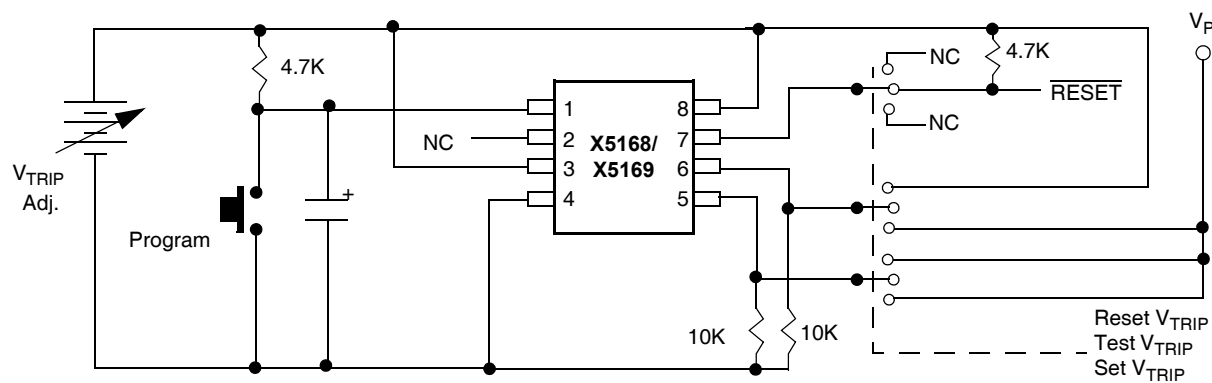 V_P
4.7K
NC
4.7K
RESET
NC
1
2
3
4
X5168/
X5169
8
7
6
5
NC
V_TRIP
Adj.
+
Program
10K
10K
Reset V_TRIP
Test V_TRIP
Set V_TRIP